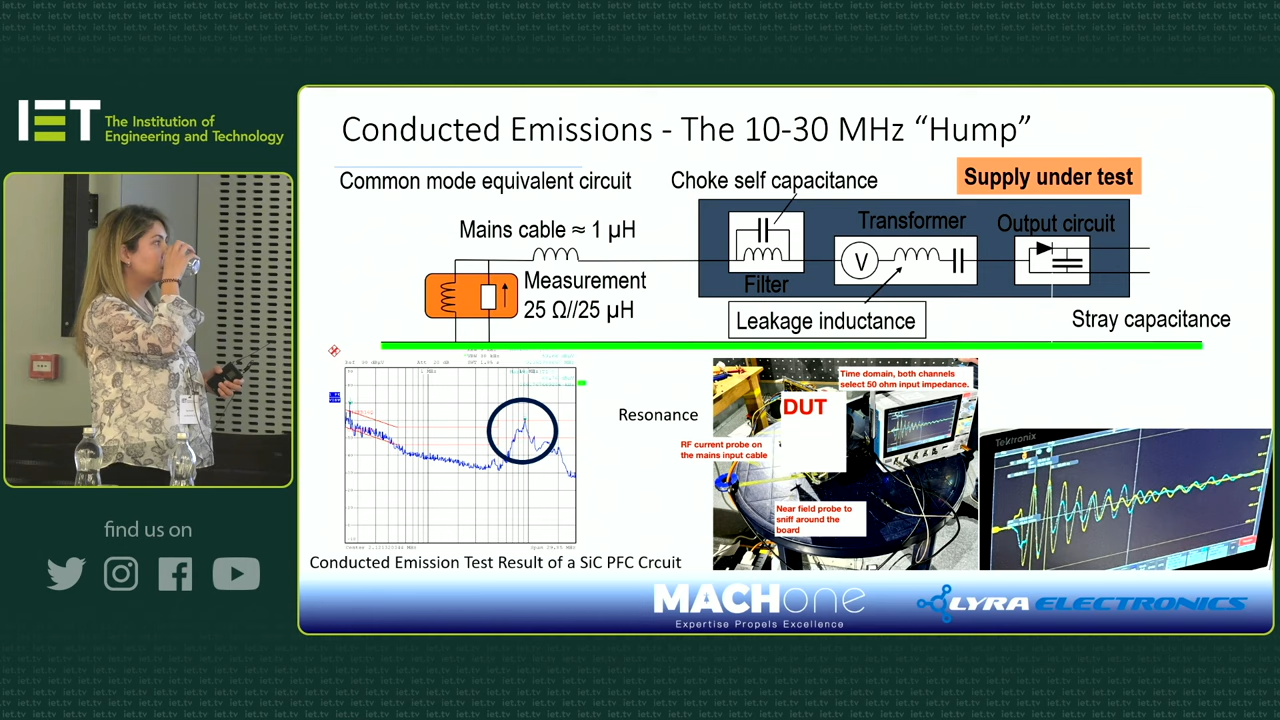 IET The Institution of
Engineering and Technology
Conducted Emissions - The 10-30 MHz “Hump”
Common mode equivalent circuit
Choke self capacitance
Supply under test
Mains cable ≈ 1 µH
Transformer
Output circuit
V
Measurement
25 Ω//25 µH
Filter
Leakage inductance
Stray capacitance
Resonance
Time domain, both channels
select 50 ohm input impedance.
DUT
RF current probe on
the mains input cable
Near field probe to
sniff around the
board
Tektronix
Conducted Emission Test Result of a SiC PFC Crcuit
find us on
MACHone
Expertise Propels Excellence
LYRA ELECTRONICS